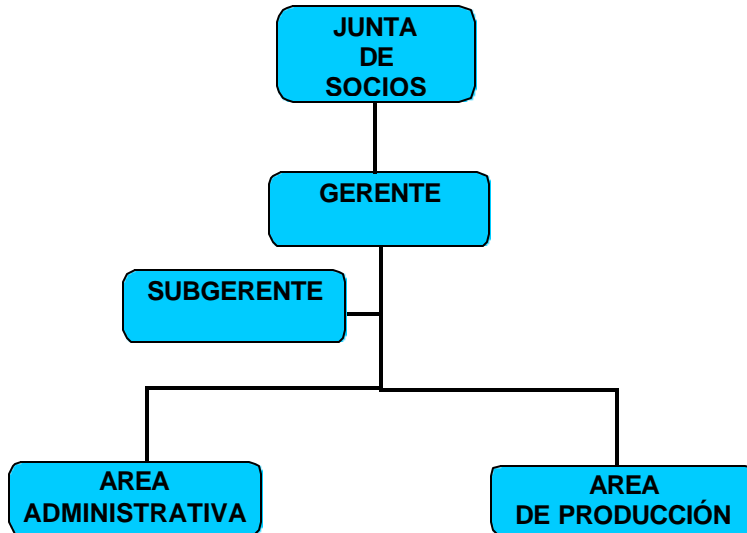 JUNTA
DE
SOCIOS
GERENTE
SUBGERENTE
AREA
ADMINISTRATIVA
AREA
DE PRODUCCIÓN